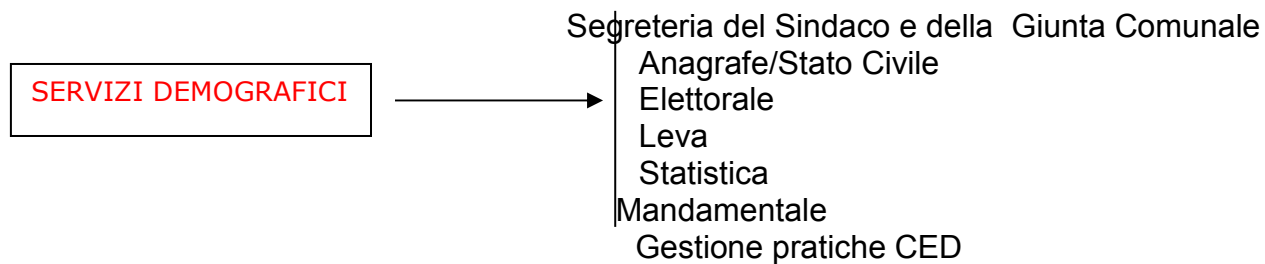 Segreteria del Sindaco e della Giunta Comunale
Anagrafe/Stato Civile
SERVIZI DEMOGRAFICI
Elettorale
Leva
Statistica
Mandamentale
Gestione pratiche CED